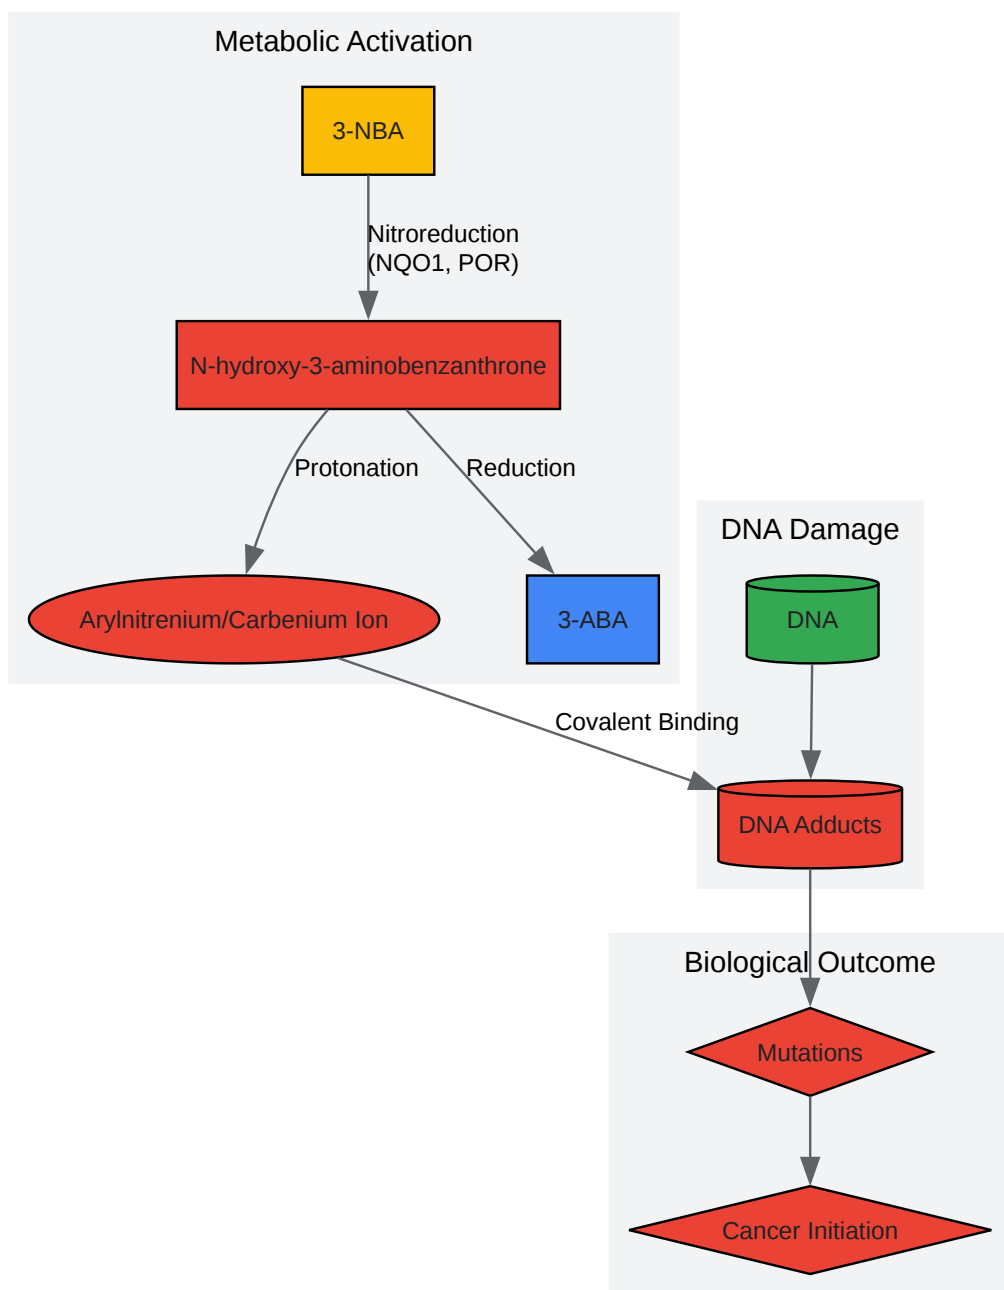 Metabolic Activation
3-NBA
Nitroreduction
(NQO1, POR)
N-hydroxy-3-aminobenzanthrone
Protonation
Reduction
Arylnitrenium/Carbenium Ion
3-ABA
DNA Damage
DNA
Covalent Binding
DNA Adducts
Biological Outcome
Mutations
Cancer Initiation